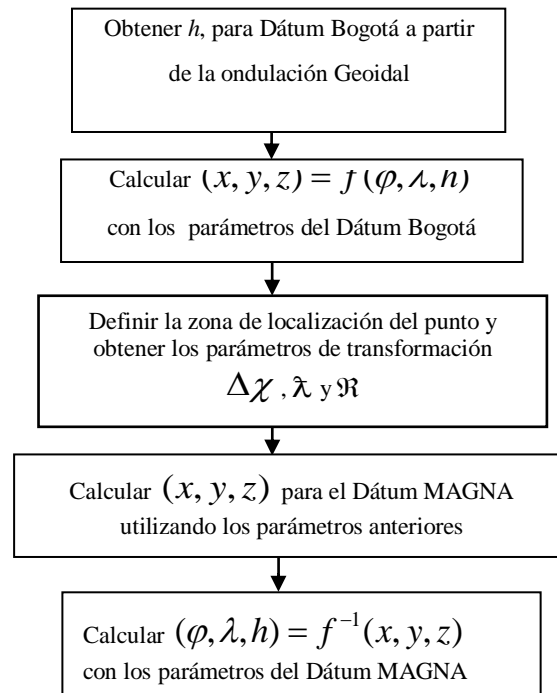 Obtener h, para Dátum Bogotá a partir
de la ondulación Geoidal
Calcular (x, y, z) = f(φ, λ, h)
con los parámetros del Dátum Bogotá
Definir la zona de localización del punto y
obtener los parámetros de transformación
Δχ , ƛ y ℜ
Calcular (x, y, z) para el Dátum MAGNA
utilizando los parámetros anteriores
Calcular (φ, λ, h) = f⁻¹(x, y, z)
con los parámetros del Dátum MAGNA